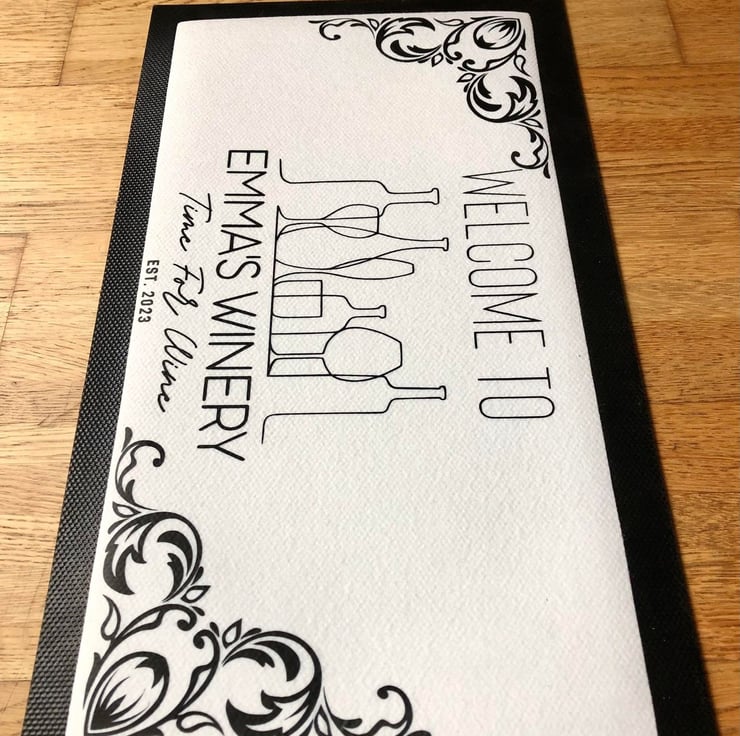 WELCOME TO
EMMA'S WINERY
Time For Wine
EST. 2023